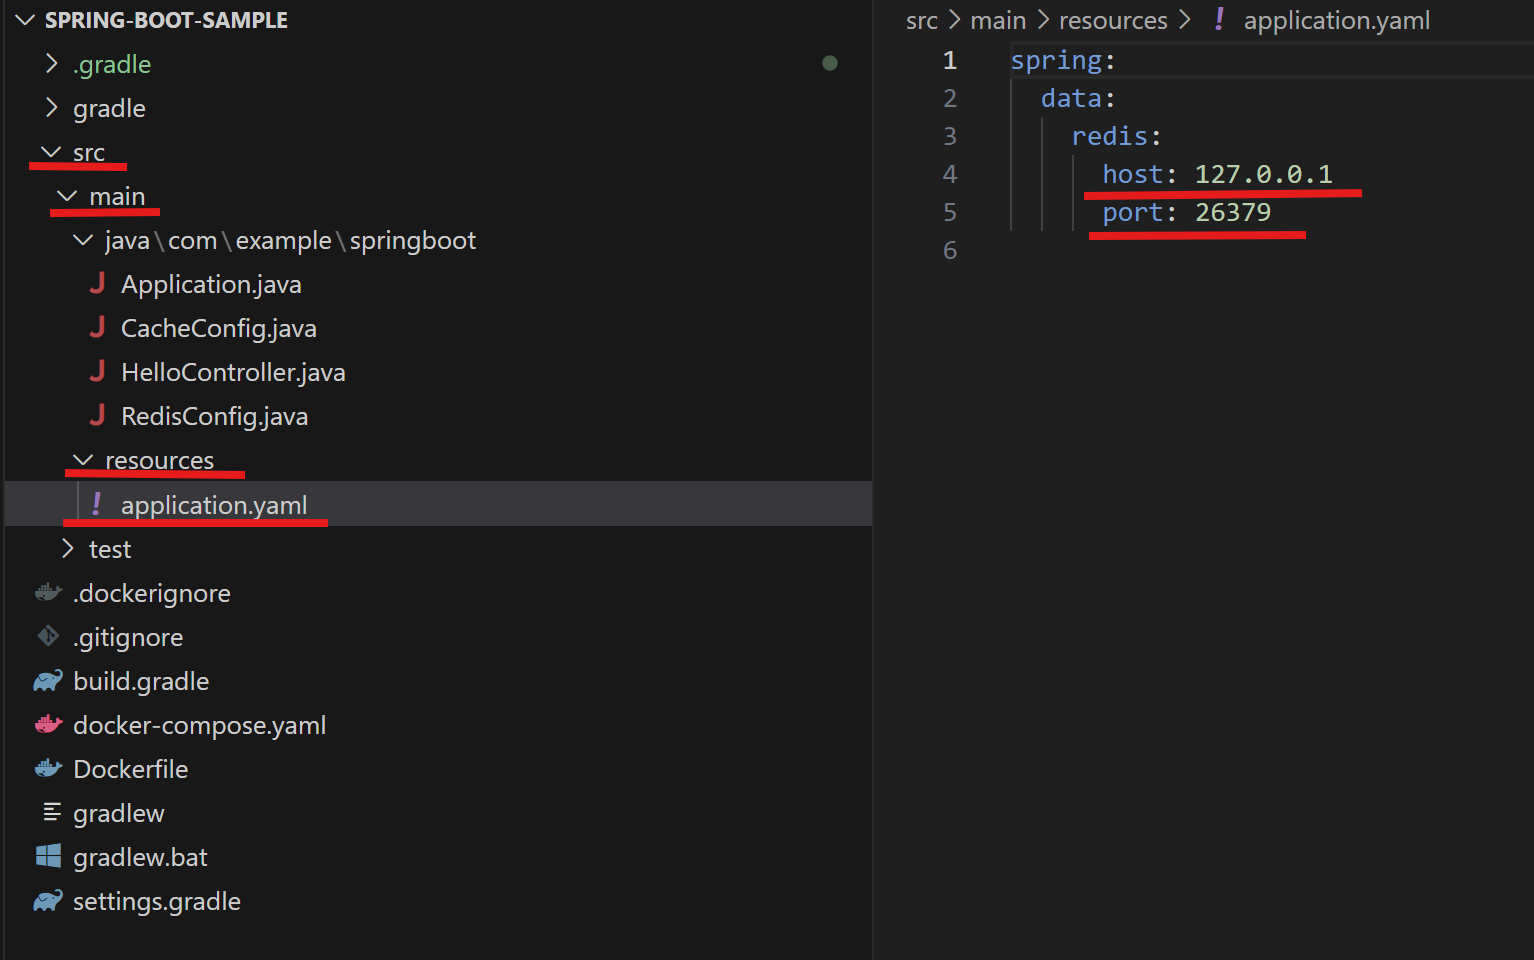 SPRING-BOOT-SAMPLE
.gradle
gradle
src
main
java\com\example\springboot
Application.java
CacheConfig.java
HelloController.java
RedisConfig.java
resources
application.yaml
test
.dockerignore
.gitignore
build.gradle
docker-compose.yaml
Dockerfile
gradlew
gradlew.bat
settings.gradle
src > main > resources > ! application.yaml
1 spring:
2 data:
3 redis:
4 host: 127.0.0.1
5 port: 26379
6